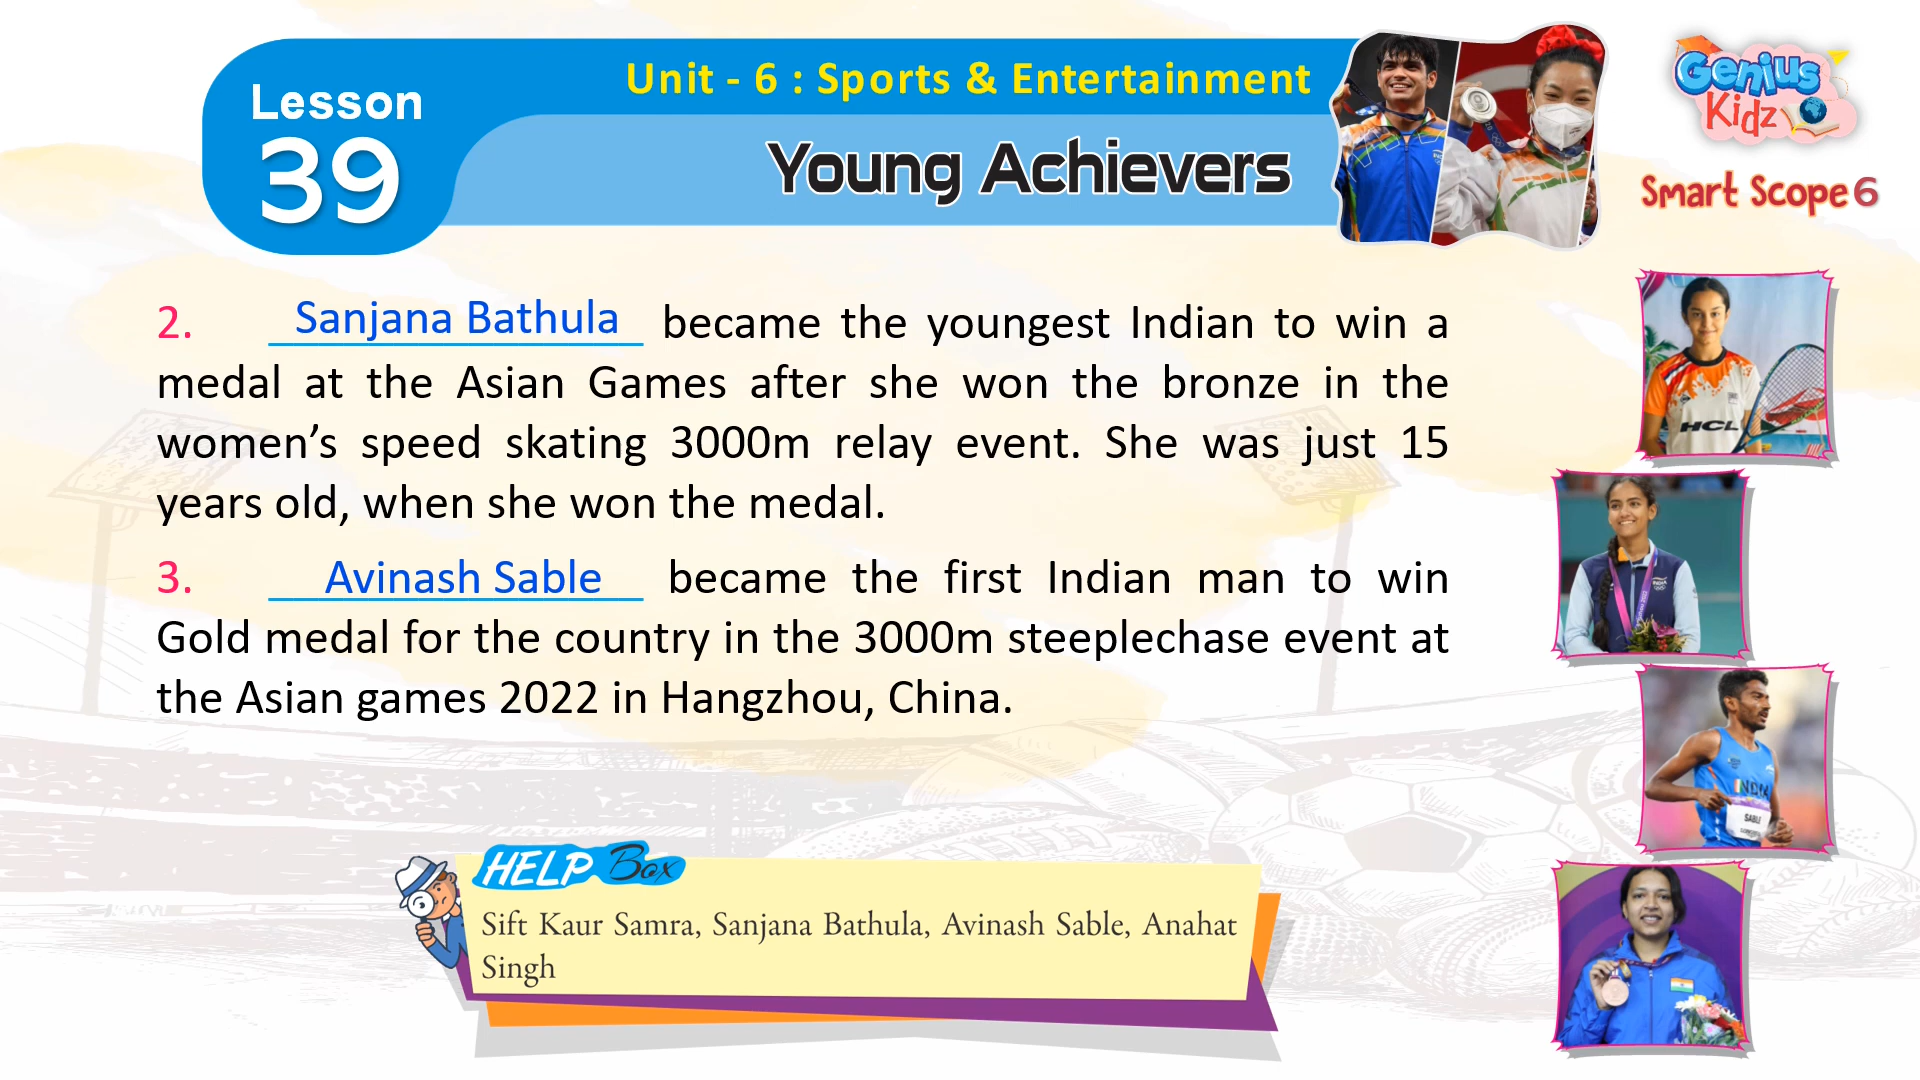 Lesson
39
Unit - 6 : Sports & Entertainment
Young Achievers
Genius
Kidz
Smart Scope 6
2. Sanjana Bathula became the youngest Indian to win a
medal at the Asian Games after she won the bronze in the
women’s speed skating 3000m relay event. She was just 15
years old, when she won the medal.
3. Avinash Sable became the first Indian man to win
Gold medal for the country in the 3000m steeplechase event at
the Asian games 2022 in Hangzhou, China.
HCL
INDIA
SABLE
HELP Box
Sift Kaur Samra, Sanjana Bathula, Avinash Sable, Anahat
Singh